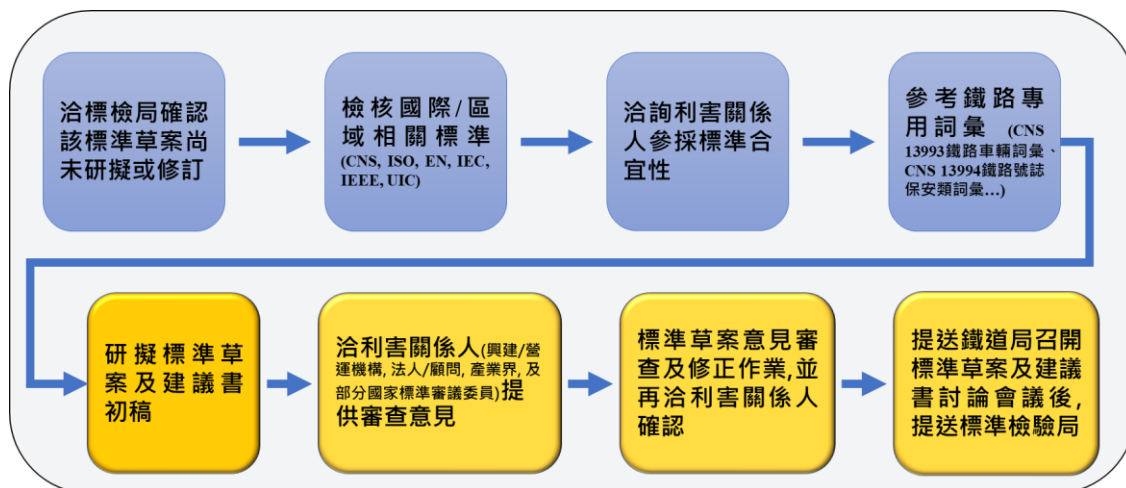 洽標檢局確認
該標準草案尚
未研擬或修訂
檢核國際/區
域相關標準
(CNS, ISO, EN, IEC,
IEEE, UIC)
洽詢利害關係
人參採標準合
宜性
參考鐵路專
用詞彙 (CNS
13993鐵路車輛詞彙、
CNS 13994鐵路號誌
保安類詞彙…)
研擬標準草
案及建議書
初稿
洽利害關係人(興建/營
運機構, 法人/顧問, 產業界, 及
部分國家標準審議委員)提
供審查意見
標準草案意見審
查及修正作業,並
再洽利害關係人
確認
提送鐵道局召開
標準草案及建議
書討論會議後,
提送標準檢驗局